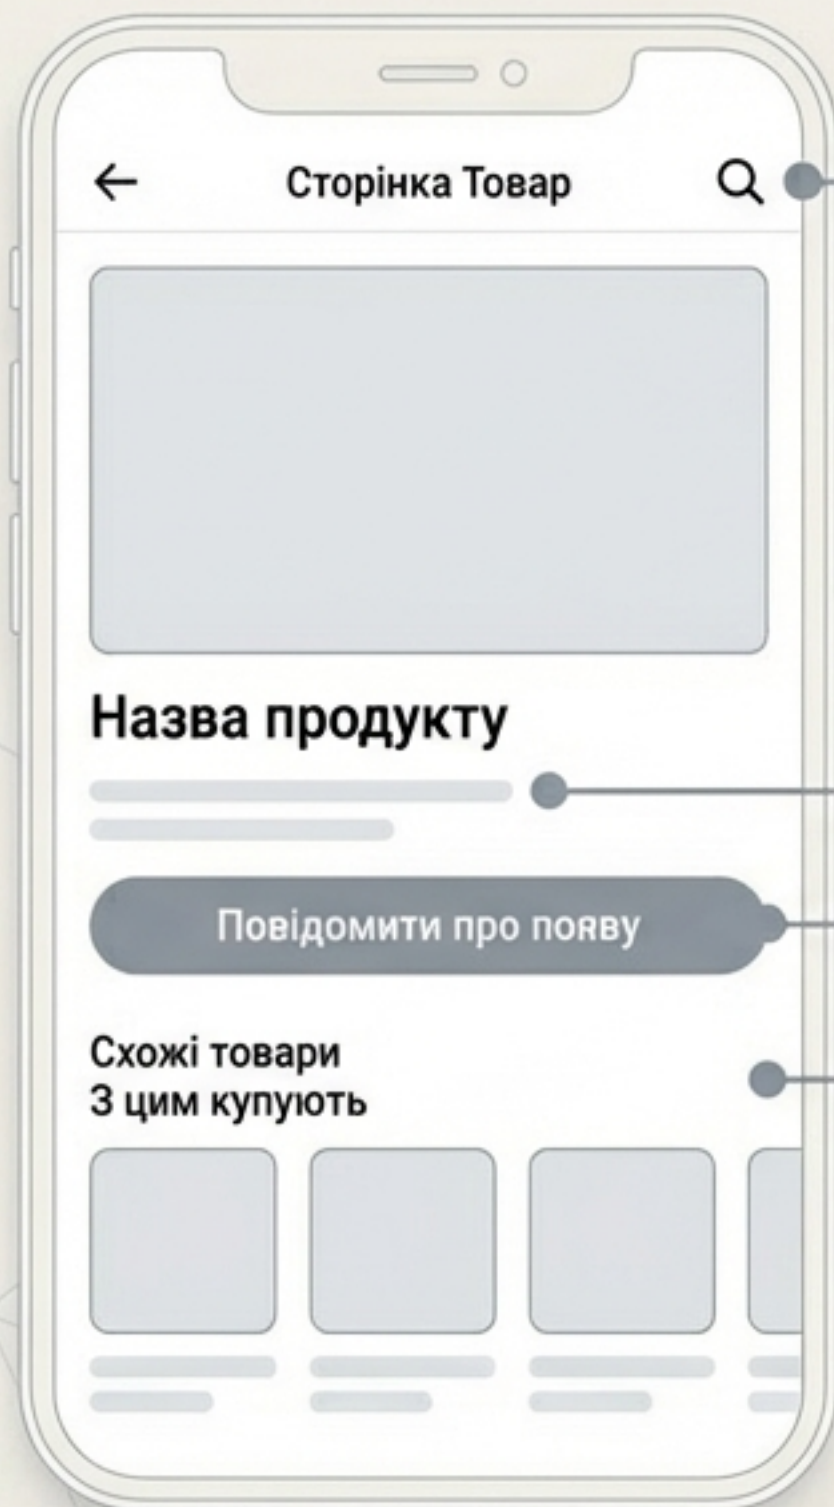 Сторінка Товар
Назва продукту
Повідомити про появу
Схожі товари
З цим купують